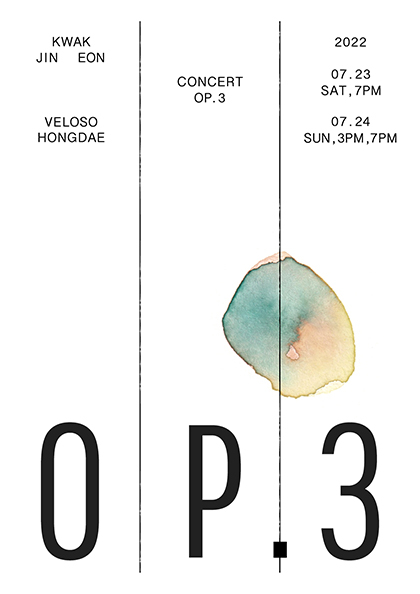 KWAK
JIN EON
VELOSO
HONGDAE
CONCERT
OP.3
2022
07.23
SAT,7PM
07.24
SUN,3PM,7PM
OP.3